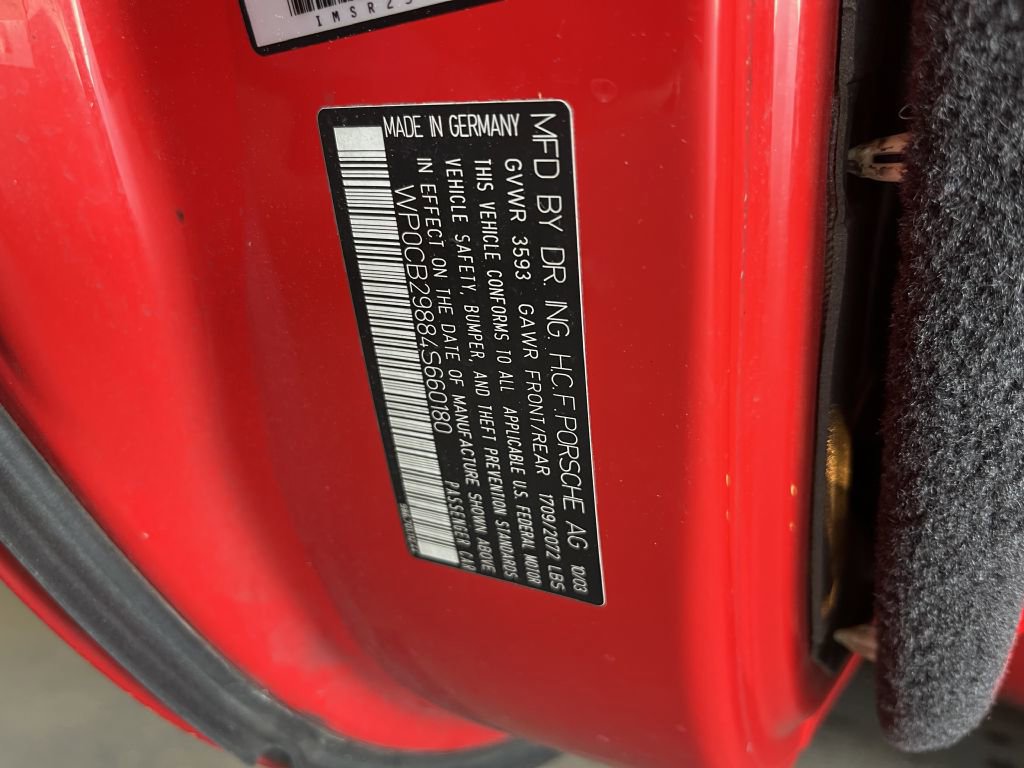 IMSR2
MFD BY DR. ING. H.C.F. PORSCHE AG 10/03
GVWR 3593 GAWR FRONT/REAR 1709/2072 LBS
THIS VEHICLE CONFORMS TO ALL APPLICABLE U.S. FEDERAL MOTOR
VEHICLE SAFETY, BUMPER, AND THEFT PREVENTION STANDARDS
IN EFFECT ON THE DATE OF MANUFACTURE SHOWN ABOVE
WP0CB29884S660180 PASSENGER CAR
MADE IN GERMANY